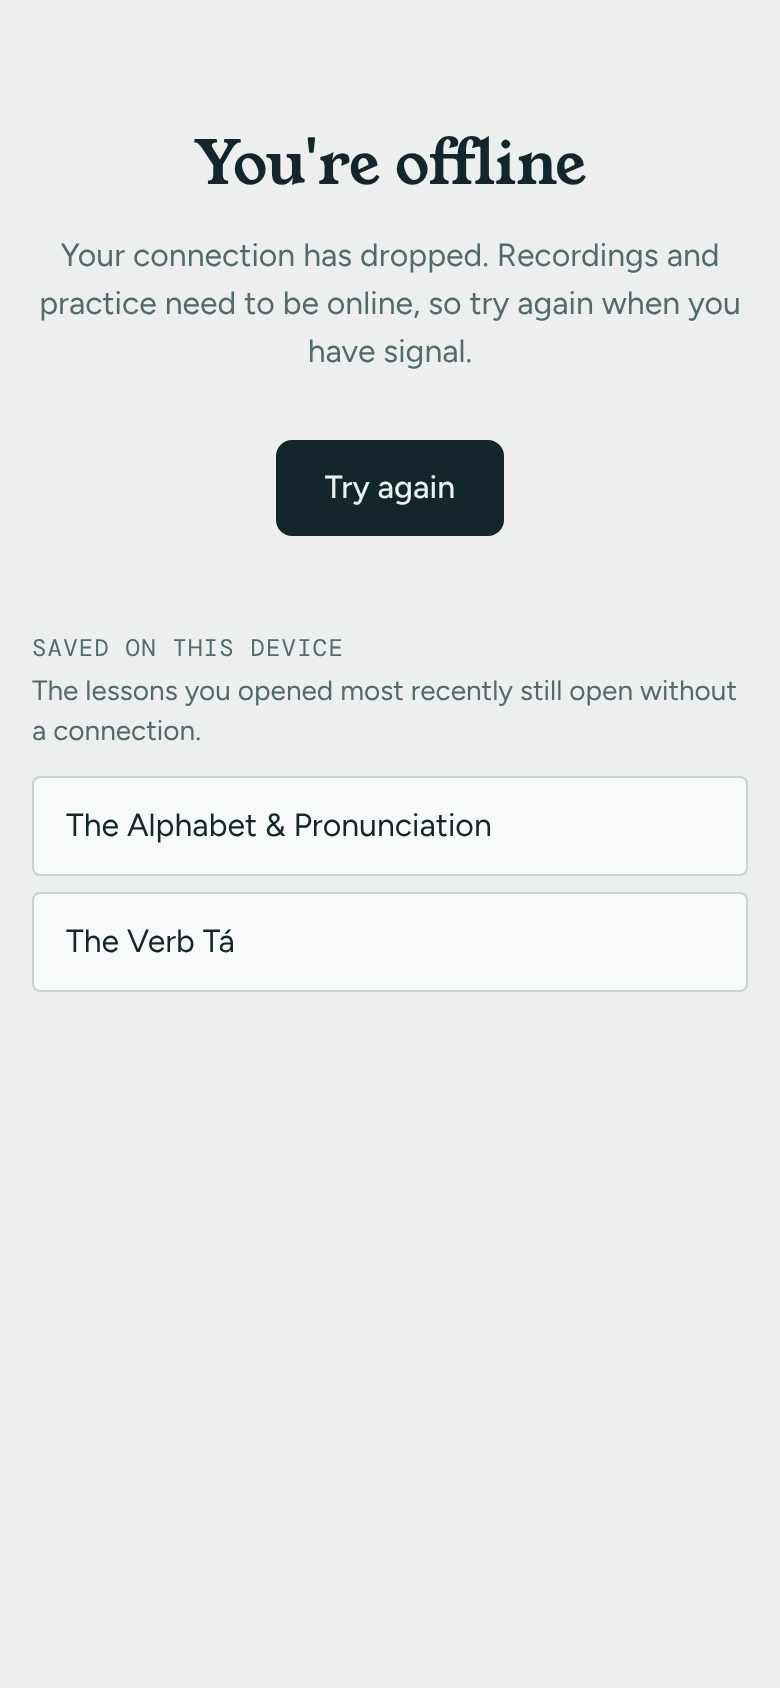 You're offline
Your connection has dropped. Recordings and
practice need to be online, so try again when you
have signal.
Try again
SAVED ON THIS DEVICE
The lessons you opened most recently still open without
a connection.
The Alphabet & Pronunciation
The Verb Tá